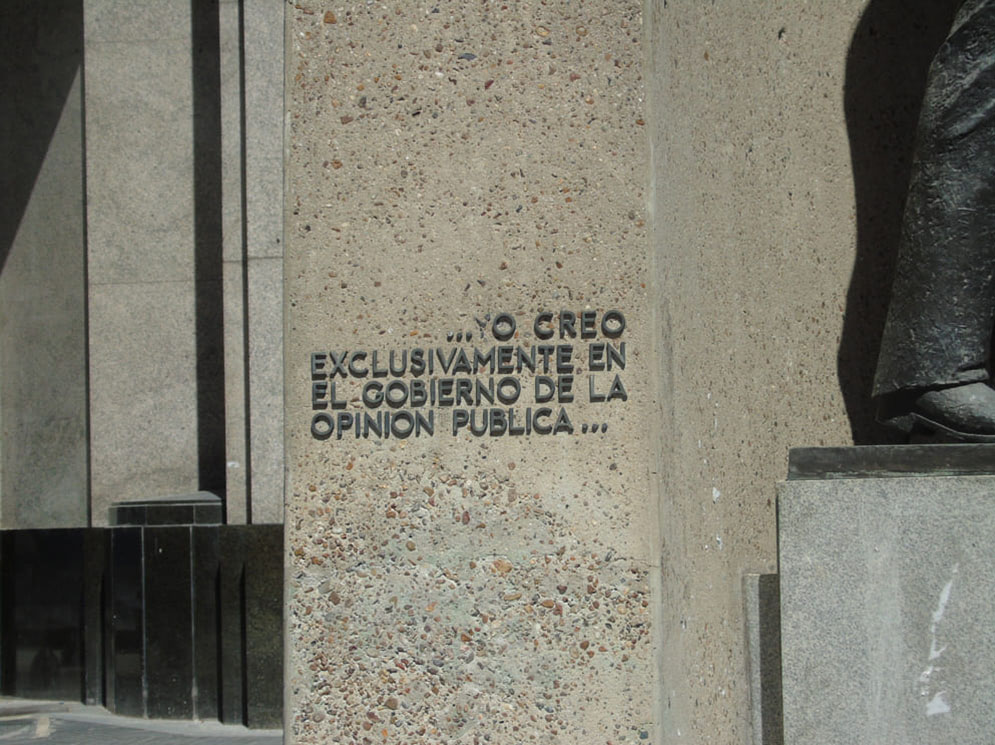 ...YO CREO
EXCLUSIVAMENTE EN
EL GOBIERNO DE LA
OPINION PUBLICA...